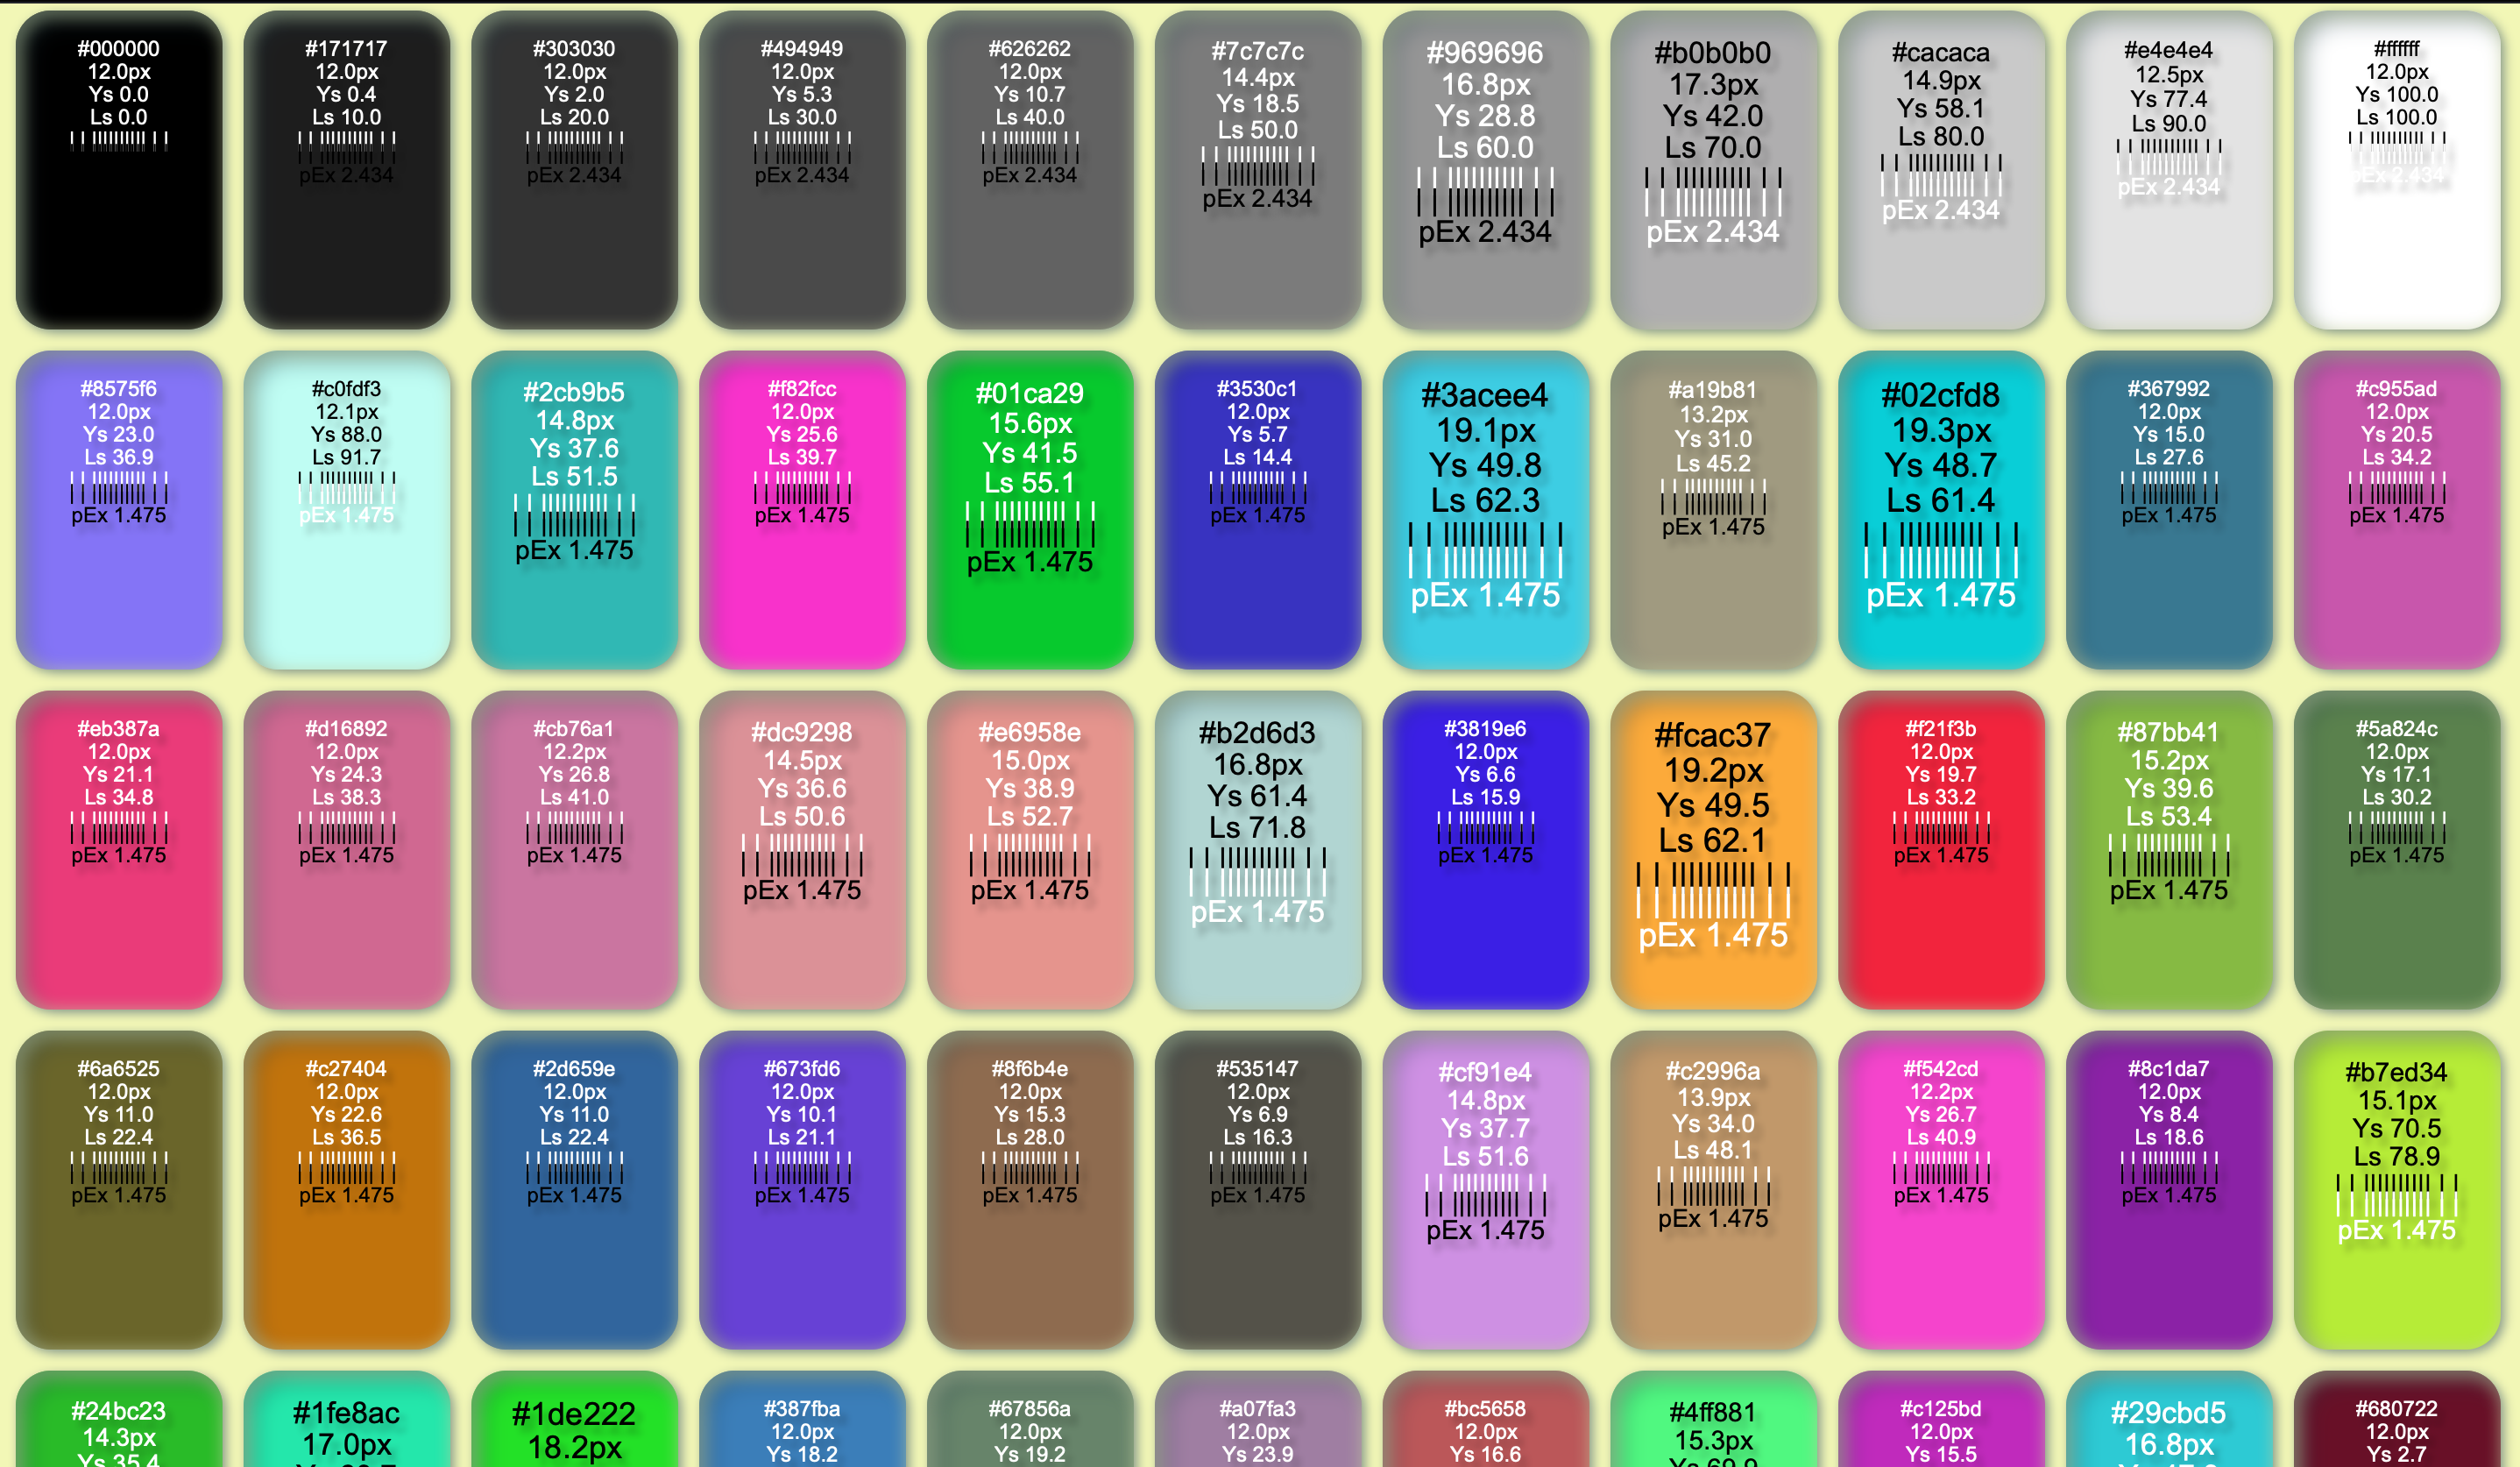 #000000
12.0px
Ys 0.0
Ls 0.0
#171717
12.0px
Ys 0.4
Ls 10.0
pEx 2.434
#303030
12.0px
Ys 2.0
Ls 20.0
pEx 2.434
#494949
12.0px
Ys 5.3
Ls 30.0
pEx 2.434
#626262
12.0px
Ys 10.7
Ls 40.0
pEx 2.434
#7c7c7c
14.4px
Ys 18.5
Ls 50.0
pEx 2.434
#969696
16.8px
Ys 28.8
Ls 60.0
pEx 2.434
#b0b0b0
17.3px
Ys 42.0
Ls 70.0
pEx 2.434
#cacaca
14.9px
Ys 58.1
Ls 80.0
pEx 2.434
#e4e4e4
12.5px
Ys 77.4
Ls 90.0
pEx 2.434
#ffffff
12.0px
Ys 100.0
Ls 100.0
pEx 2.434
#8575f6
12.0px
Ys 23.0
Ls 36.9
pEx 1.475
#c0fdf3
12.1px
Ys 88.0
Ls 91.7
pEx 1.475
#2cb9b5
14.8px
Ys 37.6
Ls 51.5
pEx 1.475
#f82fcc
12.0px
Ys 25.6
Ls 39.7
pEx 1.475
#01ca29
15.6px
Ys 41.5
Ls 55.1
pEx 1.475
#3530c1
12.0px
Ys 5.7
Ls 14.4
pEx 1.475
#3acee4
19.1px
Ys 49.8
Ls 62.3
pEx 1.475
#a19b81
13.2px
Ys 31.0
Ls 45.2
pEx 1.475
#02cfd8
19.3px
Ys 48.7
Ls 61.4
pEx 1.475
#367992
12.0px
Ys 15.0
Ls 27.6
pEx 1.475
#c955ad
12.0px
Ys 20.5
Ls 34.2
pEx 1.475
#eb387a
12.0px
Ys 21.1
Ls 34.8
pEx 1.475
#d16892
12.0px
Ys 24.3
Ls 38.3
pEx 1.475
#cb76a1
12.2px
Ys 26.8
Ls 41.0
pEx 1.475
#dc9298
14.5px
Ys 36.6
Ls 50.6
pEx 1.475
#e6958e
15.0px
Ys 38.9
Ls 52.7
pEx 1.475
#b2d6d3
16.8px
Ys 61.4
Ls 71.8
pEx 1.475
#3819e6
12.0px
Ys 6.6
Ls 15.9
pEx 1.475
#fcac37
19.2px
Ys 49.5
Ls 62.1
pEx 1.475
#f21f3b
12.0px
Ys 19.7
Ls 33.2
pEx 1.475
#87bb41
15.2px
Ys 39.6
Ls 53.4
pEx 1.475
#5a824c
12.0px
Ys 17.1
Ls 30.2
pEx 1.475
#6a6525
12.0px
Ys 11.0
Ls 22.4
pEx 1.475
#c27404
12.0px
Ys 22.6
Ls 36.5
pEx 1.475
#2d659e
12.0px
Ys 11.0
Ls 22.4
pEx 1.475
#673fd6
12.0px
Ys 10.1
Ls 21.1
pEx 1.475
#8f6b4e
12.0px
Ys 15.3
Ls 28.0
pEx 1.475
#535147
12.0px
Ys 6.9
Ls 16.3
pEx 1.475
#cf91e4
14.8px
Ys 37.7
Ls 51.6
pEx 1.475
#c2996a
13.9px
Ys 34.0
Ls 48.1
pEx 1.475
#f542cd
12.2px
Ys 26.7
Ls 40.9
pEx 1.475
#8c1da7
12.0px
Ys 8.4
Ls 18.6
pEx 1.475
#b7ed34
15.1px
Ys 70.5
Ls 78.9
pEx 1.475
#24bc23
14.3px
Ys 35.4
#1fe8ac
17.0px
#1de222
18.2px
#387fba
12.0px
Ys 18.2
#67856a
12.0px
Ys 19.2
#a07fa3
12.0px
Ys 23.9
#bc5658
12.0px
Ys 16.6
#4ff881
15.3px
Ys 69.9
#c125bd
12.0px
Ys 15.5
#29cbd5
16.8px
#680722
12.0px
Ys 2.7